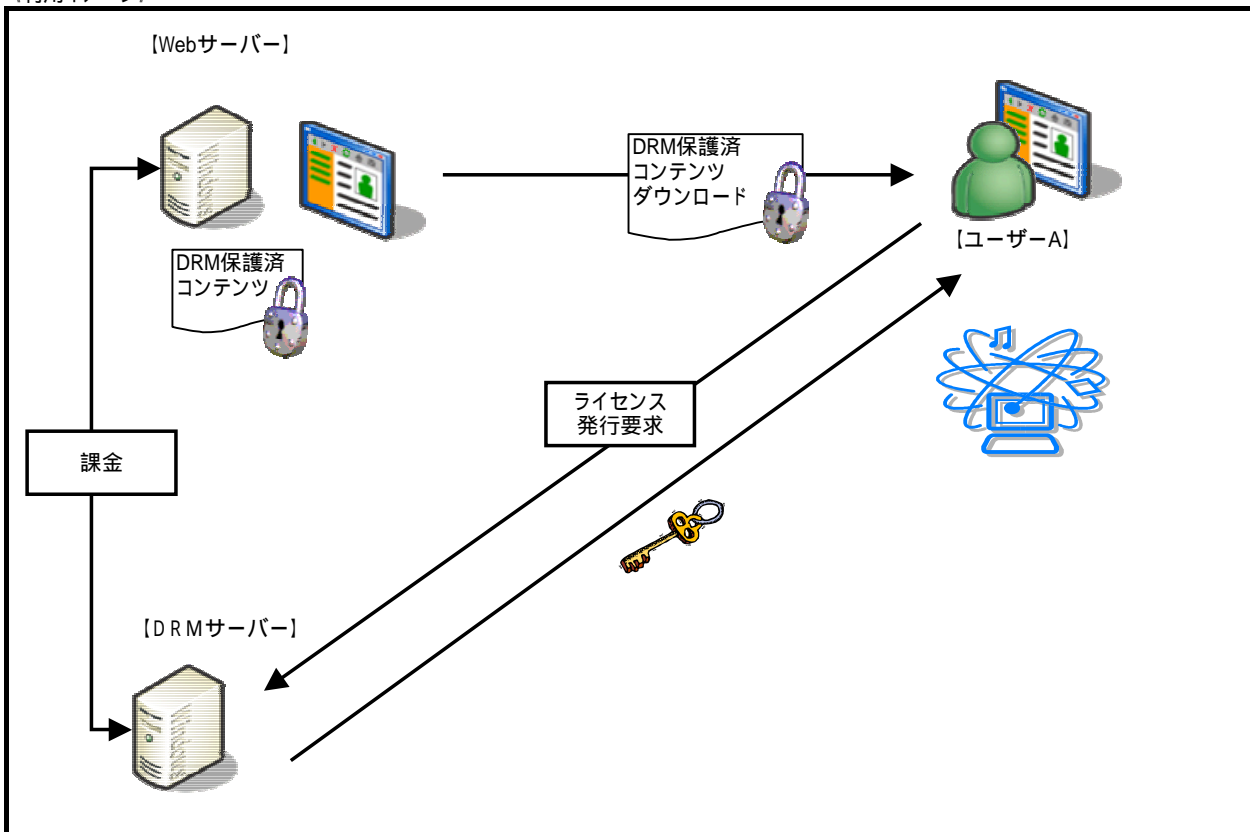 【Webサーバー】
DRM保護済
コンテンツ
ダウンロード
【ユーザーA】
DRM保護済
コンテンツ
ライセンス
発行要求
課金
【ＤＲＭサーバー】